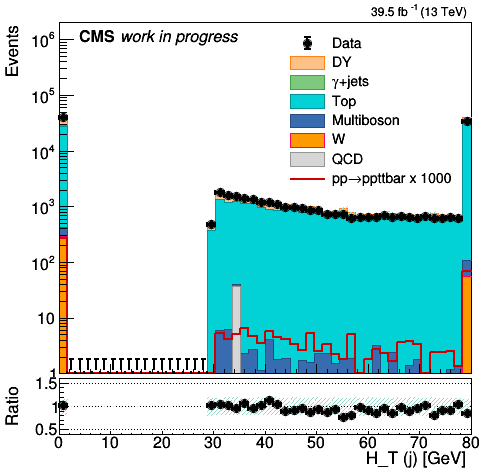 39.5 fb⁻¹ (13 TeV)
Events
CMS work in progress
Data
DY
γ+jets
Top
Multiboson
W
QCD
pp→ppttbar x 1000
10⁶
10⁵
10⁴
10³
10²
10
1
Ratio
1.5
1
0.5
0 10 20 30 40 50 60 70 80
H_T (j) [GeV]